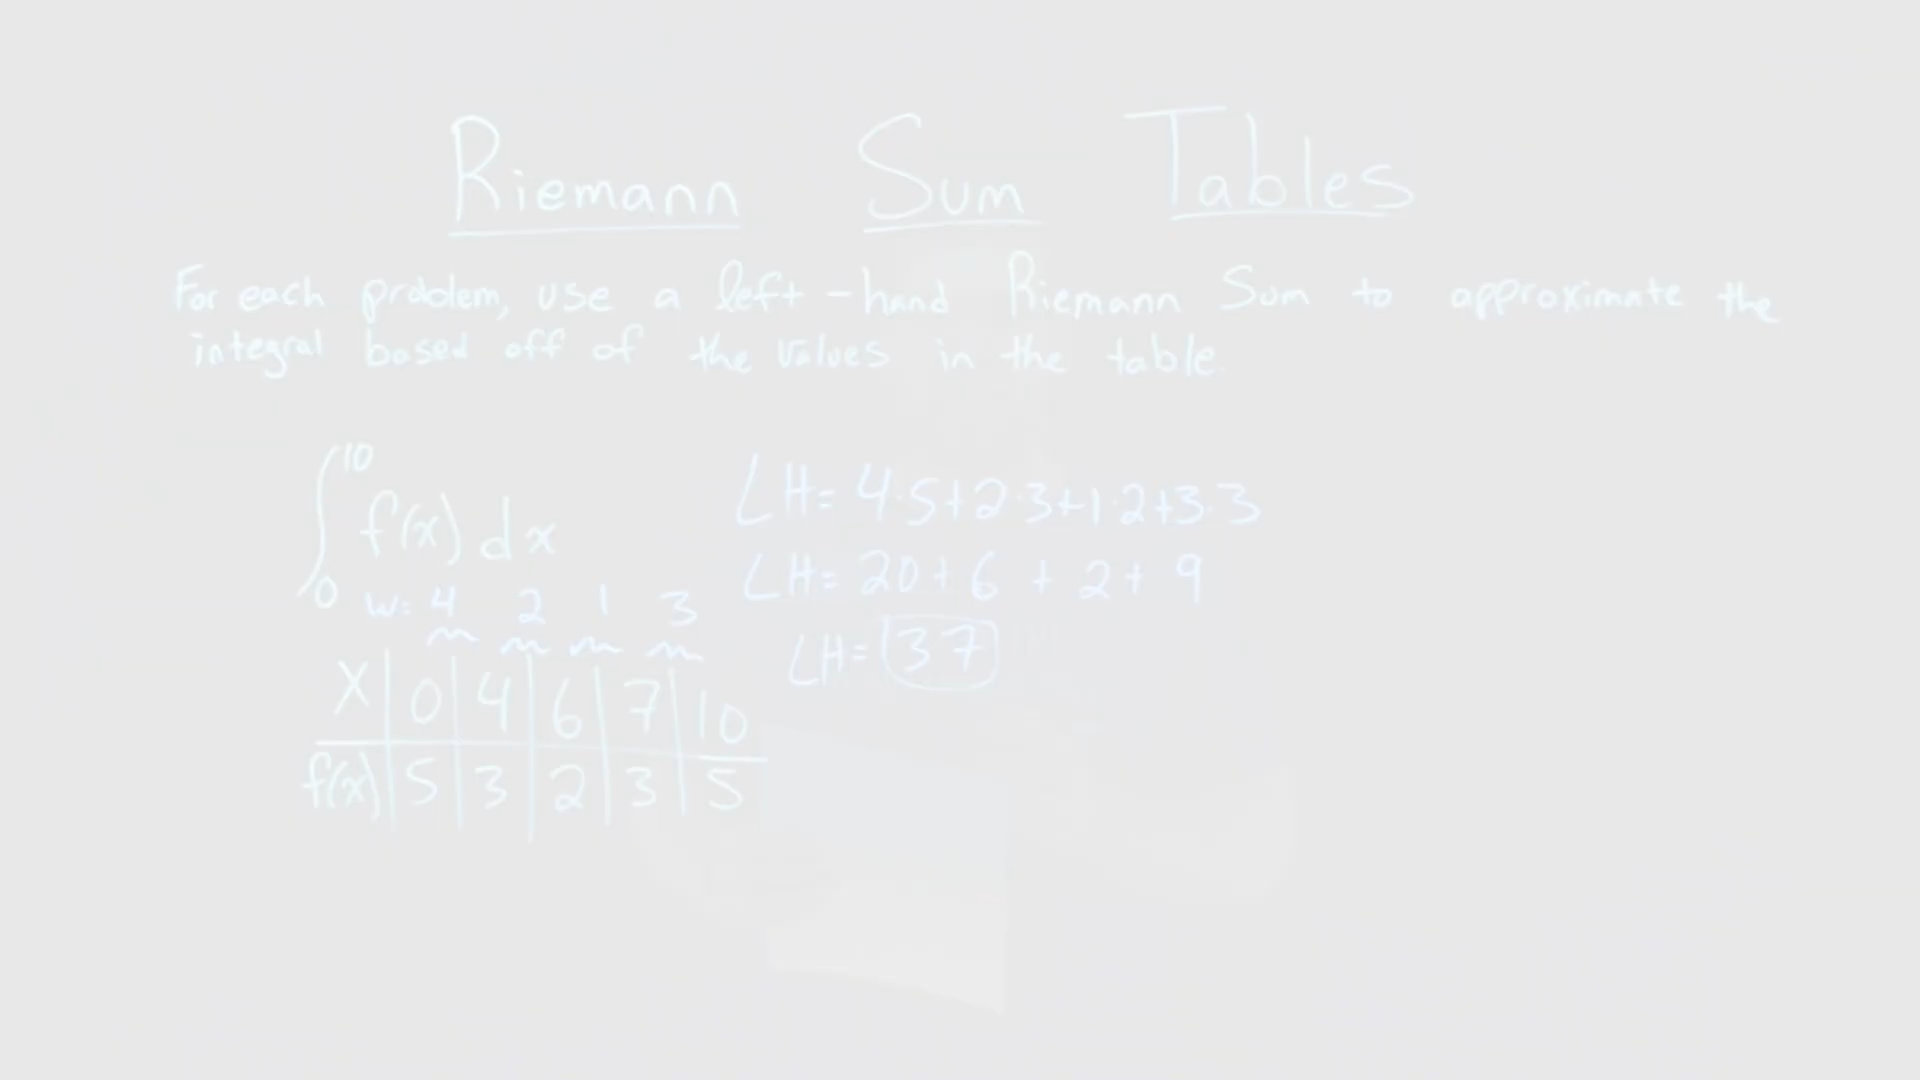 Riemann Sum Tables
For each problem, use a left-hand Riemann Sum to approximate the
integral based off of the values in the table.
∫₀¹⁰ f(x) dx
W= 4 2 1 3
X | 0 | 4 | 6 | 7 | 10
f(x) | 5 | 3 | 2 | 3 | 5
LH= 4·5+2·3+1·2+3·3
LH= 20+6+2+9
LH= 37